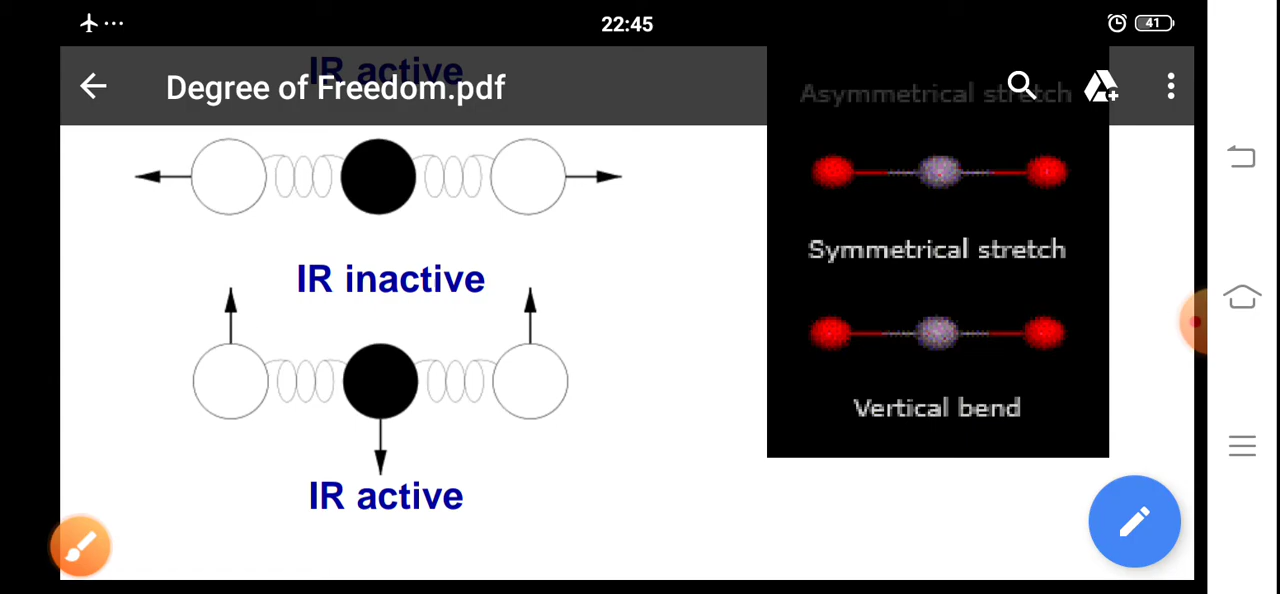 22:45
41
IR active
Degree of Freedom.pdf
Asymmetrical stretch
Symmetrical stretch
IR inactive
Vertical bend
IR active